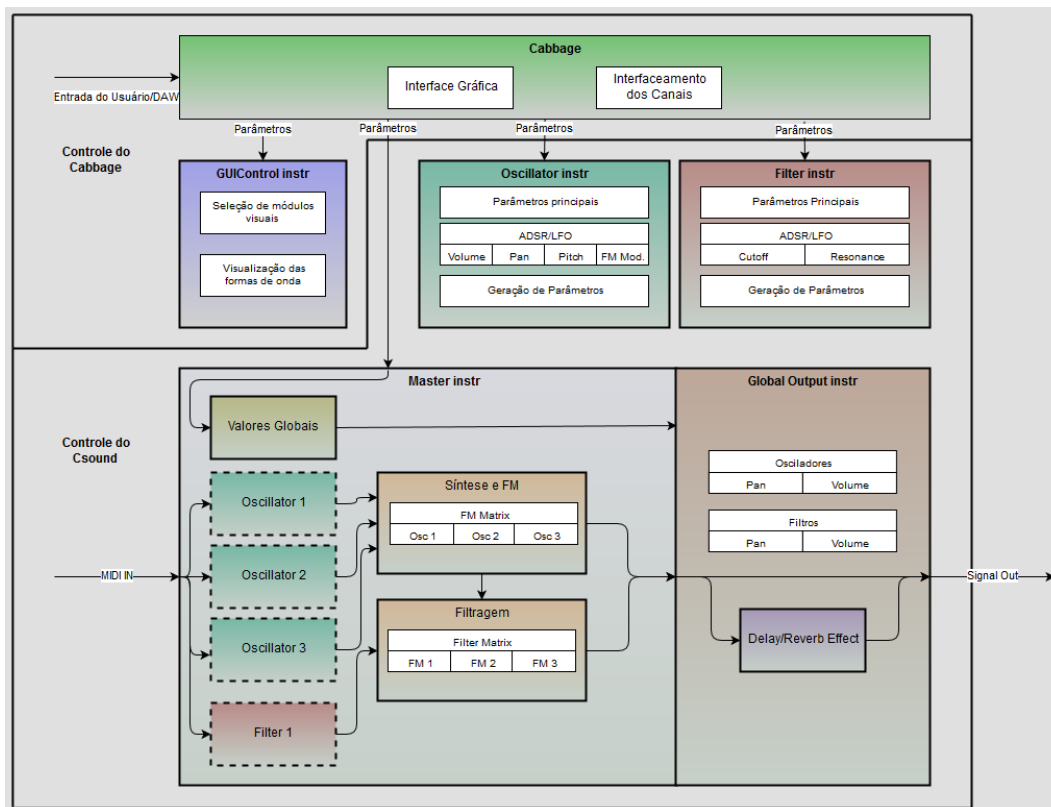 Cabbage
Interface Gráfica
Interfaceamento
dos Canais
Entrada do Usuário/DAW
Parâmetros
Parâmetros
Parâmetros
Parâmetros
Controle do
Cabbage
GUIControl instr
Seleção de módulos
visuais
Visualização das
formas de onda
Oscillator instr
Parâmetros principais
ADSR/LFO
Volume
Pan
Pitch
FM Mod.
Geração de Parâmetros
Filter instr
Parâmetros Principais
ADSR/LFO
Cutoff
Resonance
Geração de Parâmetros
Controle do
Csound
Master instr
Valores Globais
Oscillator 1
Oscillator 2
Oscillator 3
Filter 1
MIDI IN
Síntese e FM
FM Matrix
Osc 1
Osc 2
Osc 3
Filtragem
Filter Matrix
FM 1
FM 2
FM 3
Global Output instr
Osciladores
Pan
Volume
Filtros
Pan
Volume
Delay/Reverb Effect
Signal Out